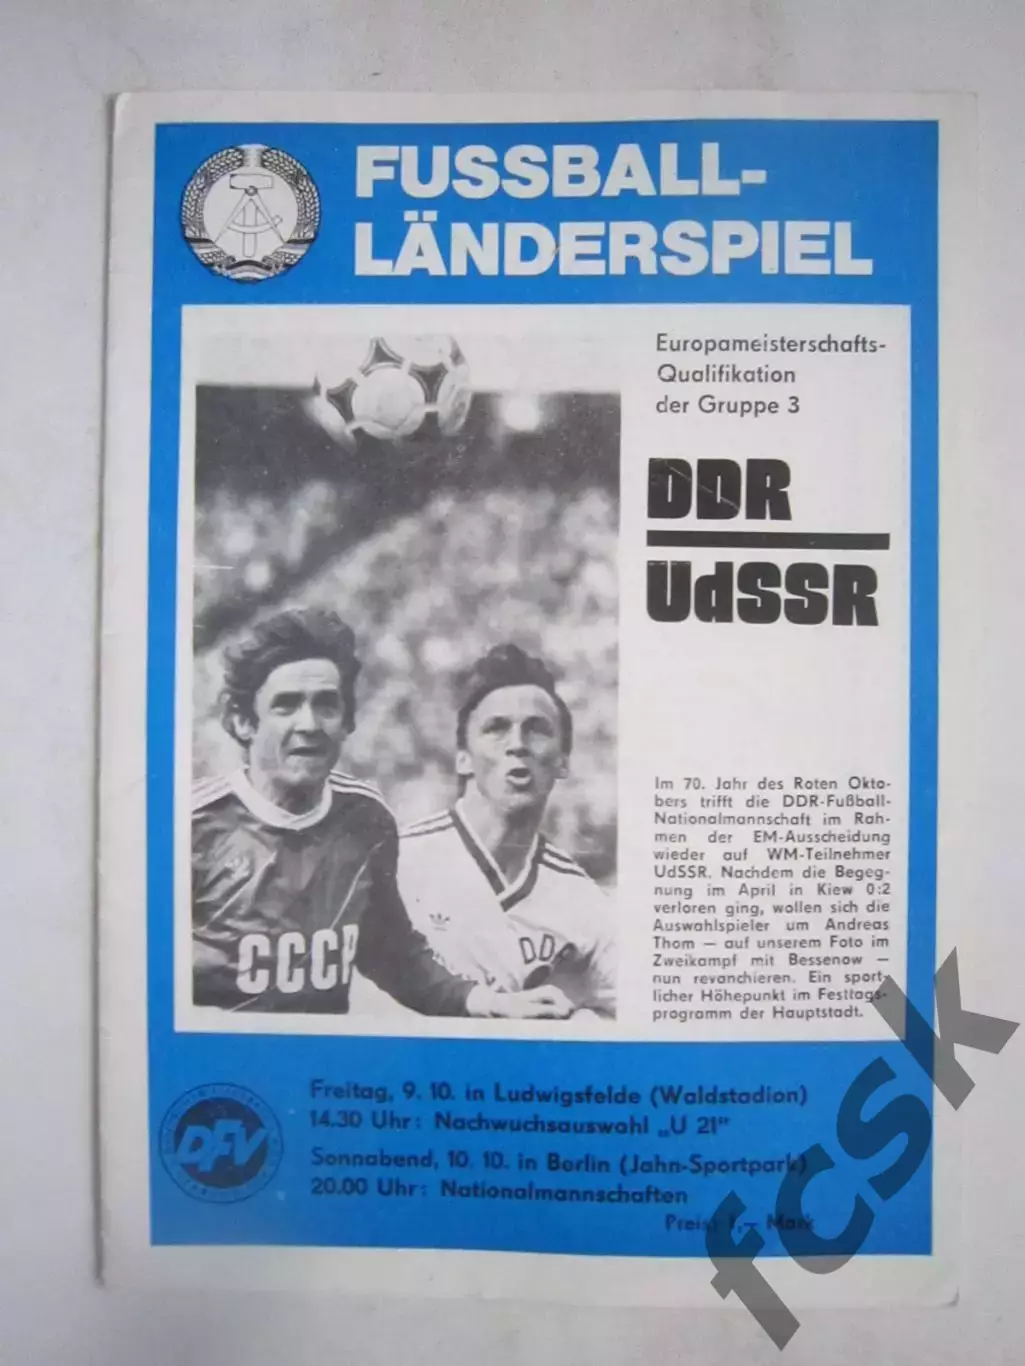 FUSSBALL-
LÄNDERSPIEL
Europameisterschafts-
Qualifikation
der Gruppe 3
DDR
UdSSR
Im 70. Jahr des Roten Okto-
bers trifft die DDR-Fußball-
Nationalmannschaft im Rah-
men der EM-Ausscheidung
wieder auf WM-Teilnehmer
UdSSR. Nachdem die Begeg-
nung im April in Kiew 0:2
verloren ging, wollen sich die
Auswahlspieler um Andreas
Thom — auf unserem Foto im
Zweikampf mit Bessenow —
nun revanchieren. Ein sport-
licher Höhepunkt im Festtags-
programm der Hauptstadt.
CCCP
DDR
DFV
Freitag, 9. 10. in Ludwigsfelde (Waldstadion)
14.30 Uhr: Nachwuchsauswahl „U 21"
Sonnabend, 10. 10. in Berlin (Jahn-Sportpark)
20.00 Uhr: Nationalmannschaften
Preis: 1,— Mark
fcsk